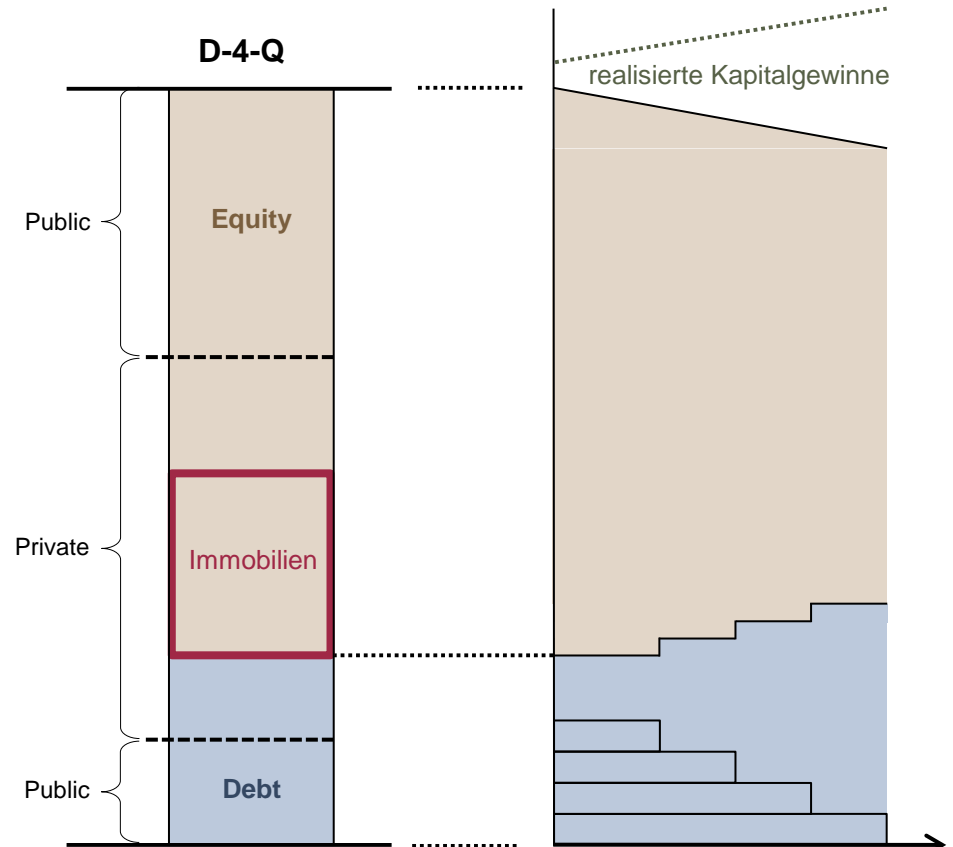 D-4-Q
realisierte Kapitalgewinne
Public
Equity
Private
Immobilien
Public
Debt